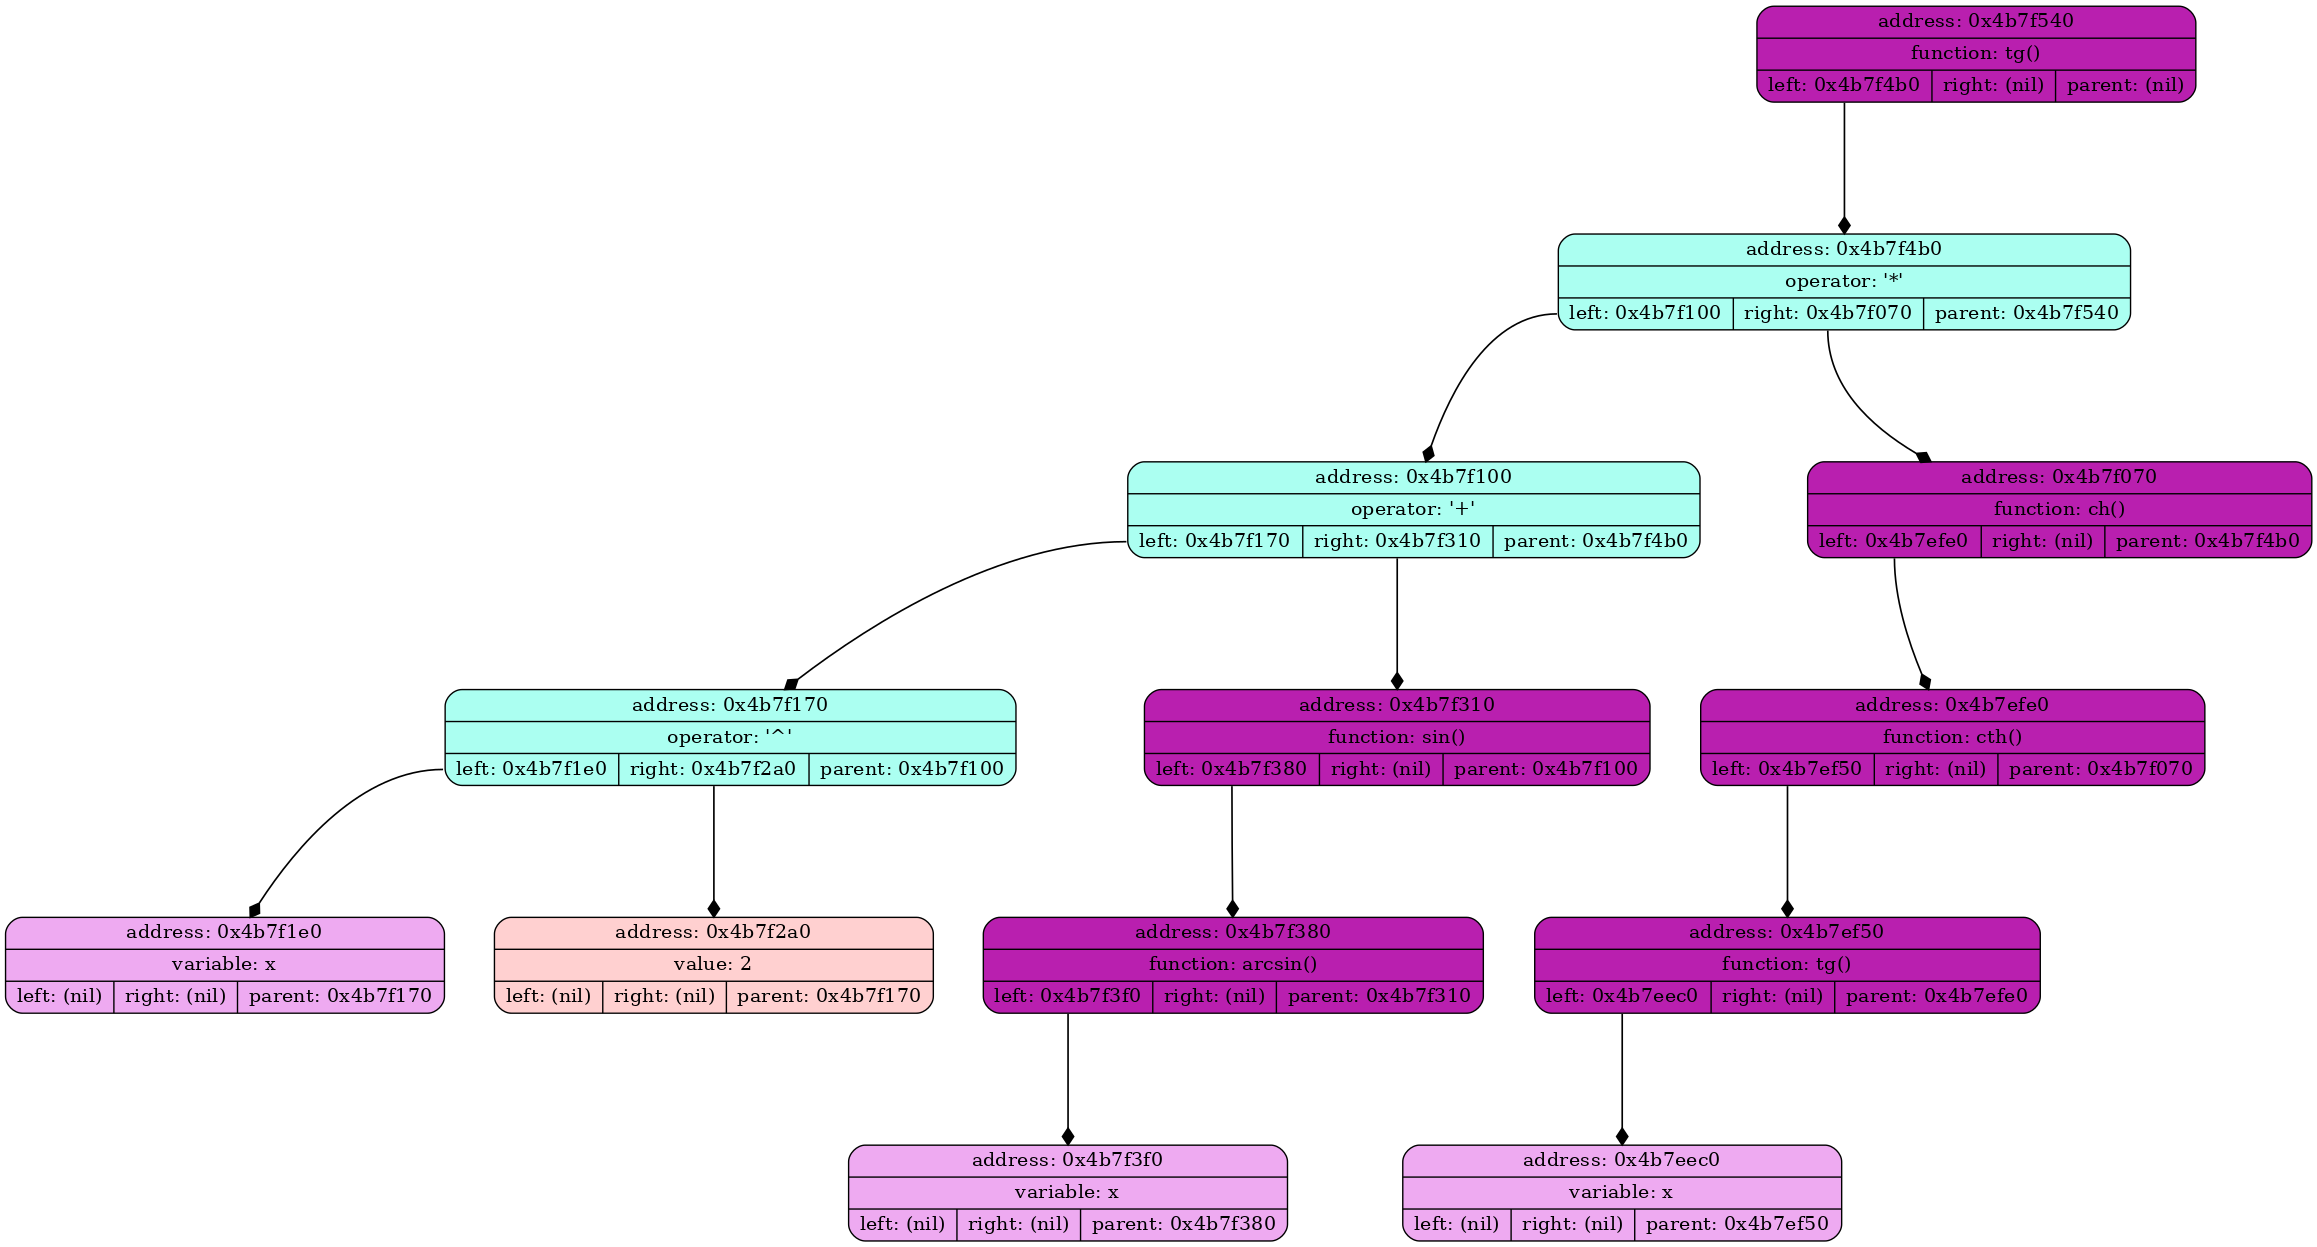 address: 0x4b7f540
function: tg()
left: 0x4b7f4b0 right: (nil) parent: (nil)
address: 0x4b7f4b0
operator: '*'
left: 0x4b7f100 right: 0x4b7f070 parent: 0x4b7f540
address: 0x4b7f100
operator: '+'
left: 0x4b7f170 right: 0x4b7f310 parent: 0x4b7f4b0
address: 0x4b7f070
function: ch()
left: 0x4b7efe0 right: (nil) parent: 0x4b7f4b0
address: 0x4b7f170
operator: '^'
left: 0x4b7f1e0 right: 0x4b7f2a0 parent: 0x4b7f100
address: 0x4b7f310
function: sin()
left: 0x4b7f380 right: (nil) parent: 0x4b7f100
address: 0x4b7efe0
function: cth()
left: 0x4b7ef50 right: (nil) parent: 0x4b7f070
address: 0x4b7f1e0
variable: x
left: (nil) right: (nil) parent: 0x4b7f170
address: 0x4b7f2a0
value: 2
left: (nil) right: (nil) parent: 0x4b7f170
address: 0x4b7f380
function: arcsin()
left: 0x4b7f3f0 right: (nil) parent: 0x4b7f310
address: 0x4b7ef50
function: tg()
left: 0x4b7eec0 right: (nil) parent: 0x4b7efe0
address: 0x4b7f3f0
variable: x
left: (nil) right: (nil) parent: 0x4b7f380
address: 0x4b7eec0
variable: x
left: (nil) right: (nil) parent: 0x4b7ef50